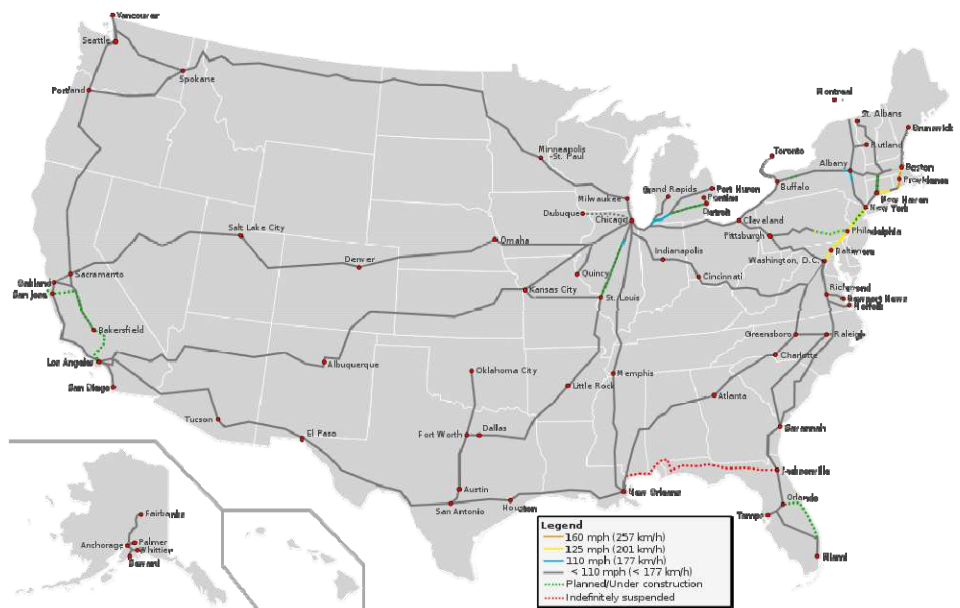 Vancouver
Seattle
Spokane
Portland
Montreal
St. Albans
Brunswick
Rutland
Minneapolis
-St. Paul
Toronto
Albany
Boston
Providence
Buffalo
Grand Rapids
Port Huron
Pontiac
Detroit
Milwaukee
New Haven
New York
Dubuque
Chicago
Cleveland
Salt Lake City
Omaha
Pittsburgh
Philadelphia
Denver
Indianapolis
Baltimore
Washington, D.C.
Sacramento
Oakland
San Jose
Quincy
Cincinnati
Kansas City
St. Louis
Richmond
Newport News
Norfolk
Bakersfield
Greensboro
Raleigh
Los Angeles
Albuquerque
Charlotte
Oklahoma City
Memphis
San Diego
Little Rock
Atlanta
Tucson
El Paso
Fort Worth
Dallas
Savannah
Jacksonville
Austin
New Orleans
Orlando
San Antonio
Houston
Tampa
Fairbanks
Anchorage
Palmer
Whittier
Seward
Miami
Legend
160 mph (257 km/h)
125 mph (201 km/h)
110 mph (177 km/h)
< 110 mph (< 177 km/h)
Planned/Under construction
Indefinitely suspended